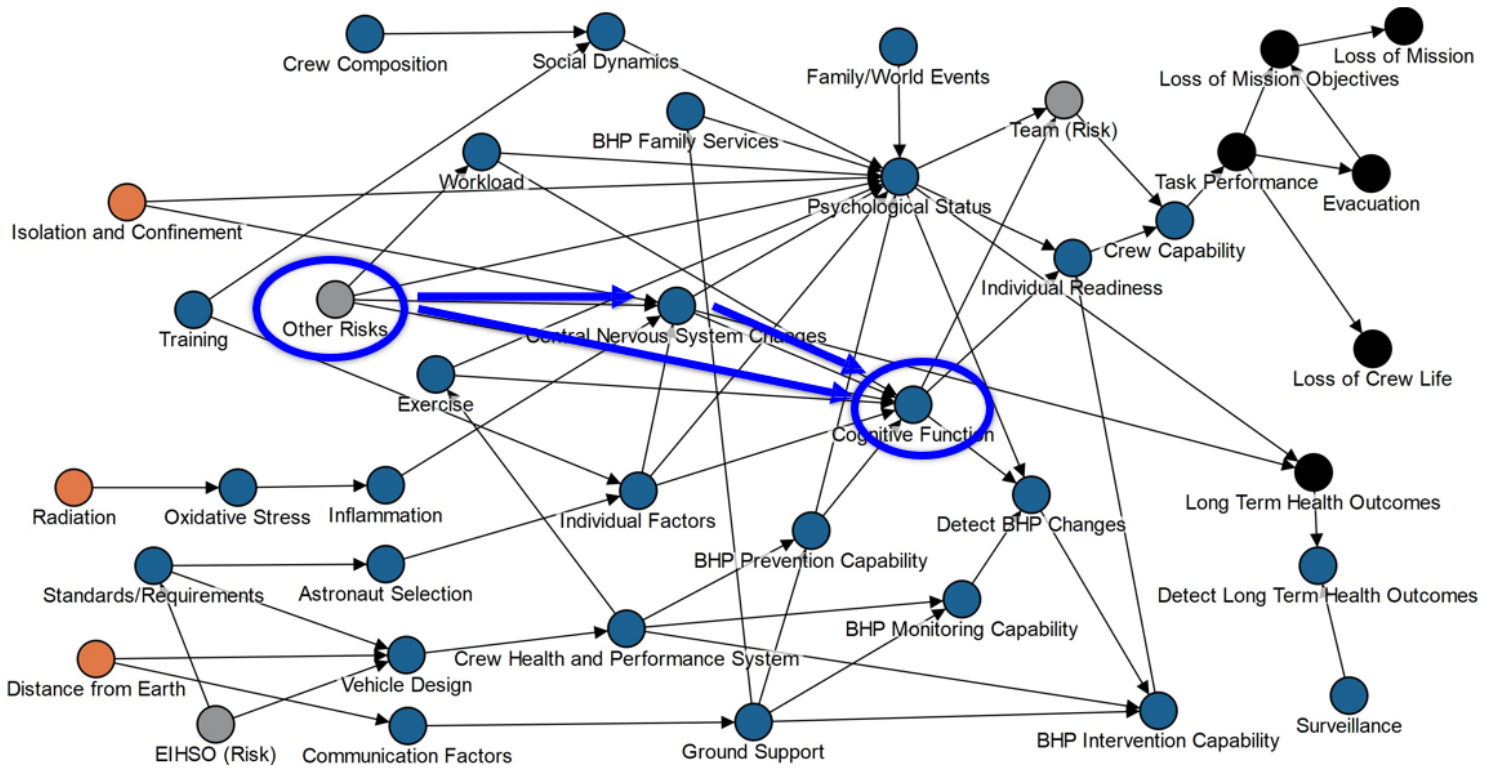 Crew Composition
Social Dynamics
Family/World Events
Loss of Mission
Loss of Mission Objectives
BHP Family Services
Team (Risk)
Workload
Task Performance
Evacuation
Psychological Status
Isolation and Confinement
Crew Capability
Individual Readiness
Other Risks
Training
Central Nervous System Changes
Loss of Crew Life
Exercise
Cognitive Function
Radiation
Oxidative Stress
Inflammation
Individual Factors
Detect BHP Changes
Long Term Health Outcomes
BHP Prevention Capability
Standards/Requirements
Astronaut Selection
Detect Long Term Health Outcomes
BHP Monitoring Capability
Crew Health and Performance System
Distance from Earth
Vehicle Design
EIHSO (Risk)
Communication Factors
Ground Support
BHP Intervention Capability
Surveillance